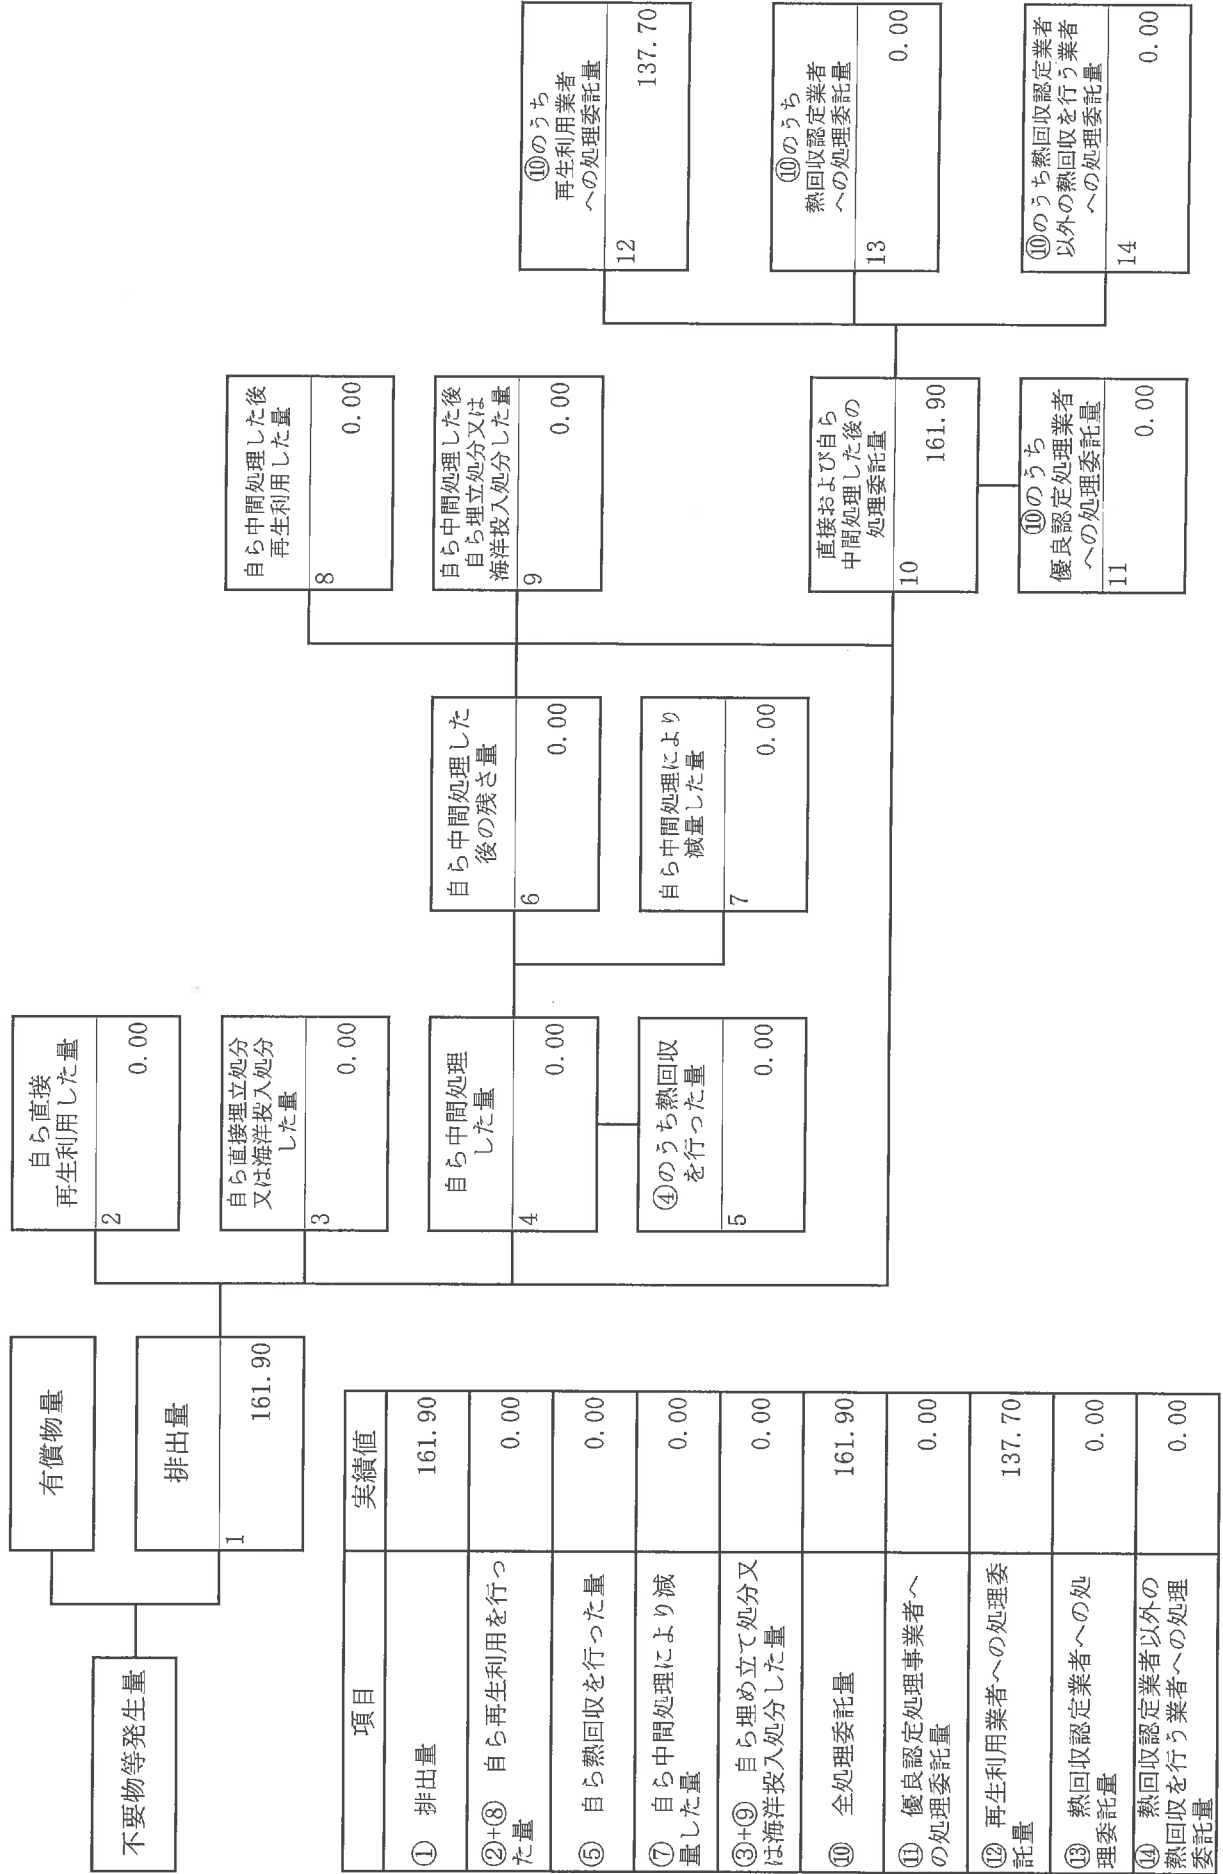 不要物等発生量
有償物量
排出量
1
161.90
自ら直接
再生利用した量
2
0.00
自ら直接埋立処分
又は海洋投入処分
した量
3
0.00
自ら中間処理
した量
4
0.00
④のうち熱回収
を行った量
5
0.00
自ら中間処理した
後の残さ量
6
0.00
自ら中間処理により
減量した量
7
0.00
自ら中間処理した後
再生利用した量
8
0.00
自ら中間処理した後
自ら埋立処分又は
海洋投入処分した量
9
0.00
直接および自ら
中間処理した後の
処理委託量
10
161.90
⑩のうち
優良認定処理業者
への処理委託量
11
0.00
⑩のうち
再生利用業者
への処理委託量
12
137.70
⑩のうち
熱回収認定業者
への処理委託量
13
0.00
⑩のうち熱回収認定業者
以外の熱回収を行う業者
への処理委託量
14
0.00
項目 実績値
① 排出量 161.90
②+⑧ 自ら再生利用を行っ
た量 0.00
⑤ 自ら熱回収を行った量 0.00
⑦ 自ら中間処理により減
量した量 0.00
③+⑨ 自ら埋め立て処分又
は海洋投入処分した量 0.00
⑩ 全処理委託量 161.90
⑪ 優良認定処理事業者へ
の処理委託量 0.00
⑫ 再生利用業者への処理委
託量 137.70
⑬ 熱回収認定業者への処
理委託量 0.00
⑭ 熱回収認定業者以外の
熱回収を行う業者への処理
委託量 0.00